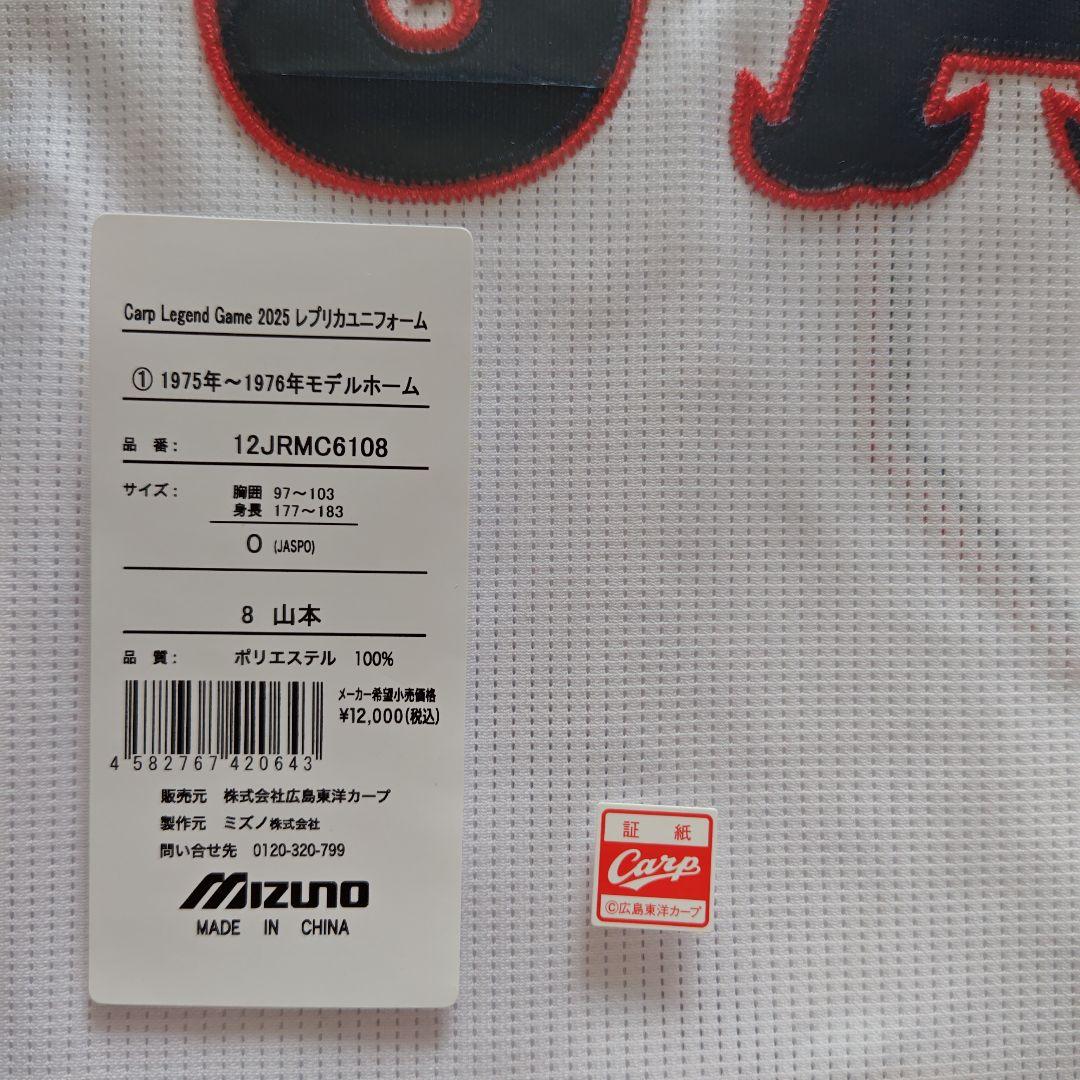 Carp Legend Game 2025 レプリカユニフォーム
① 1975年～1976年モデルホーム
品 番: 12JRMC6108
サイズ: 胸囲 97～103
身長 177～183
O (JASPO)
8 山本
品 質: ポリエステル 100%
メーカー希望小売価格
¥12,000(税込)
4 582767 420643
販売元 株式会社広島東洋カープ
製作元 ミズノ株式会社
問い合せ先 0120-320-799
MIZUNO
MADE IN CHINA
証 紙
Carp
©広島東洋カープ